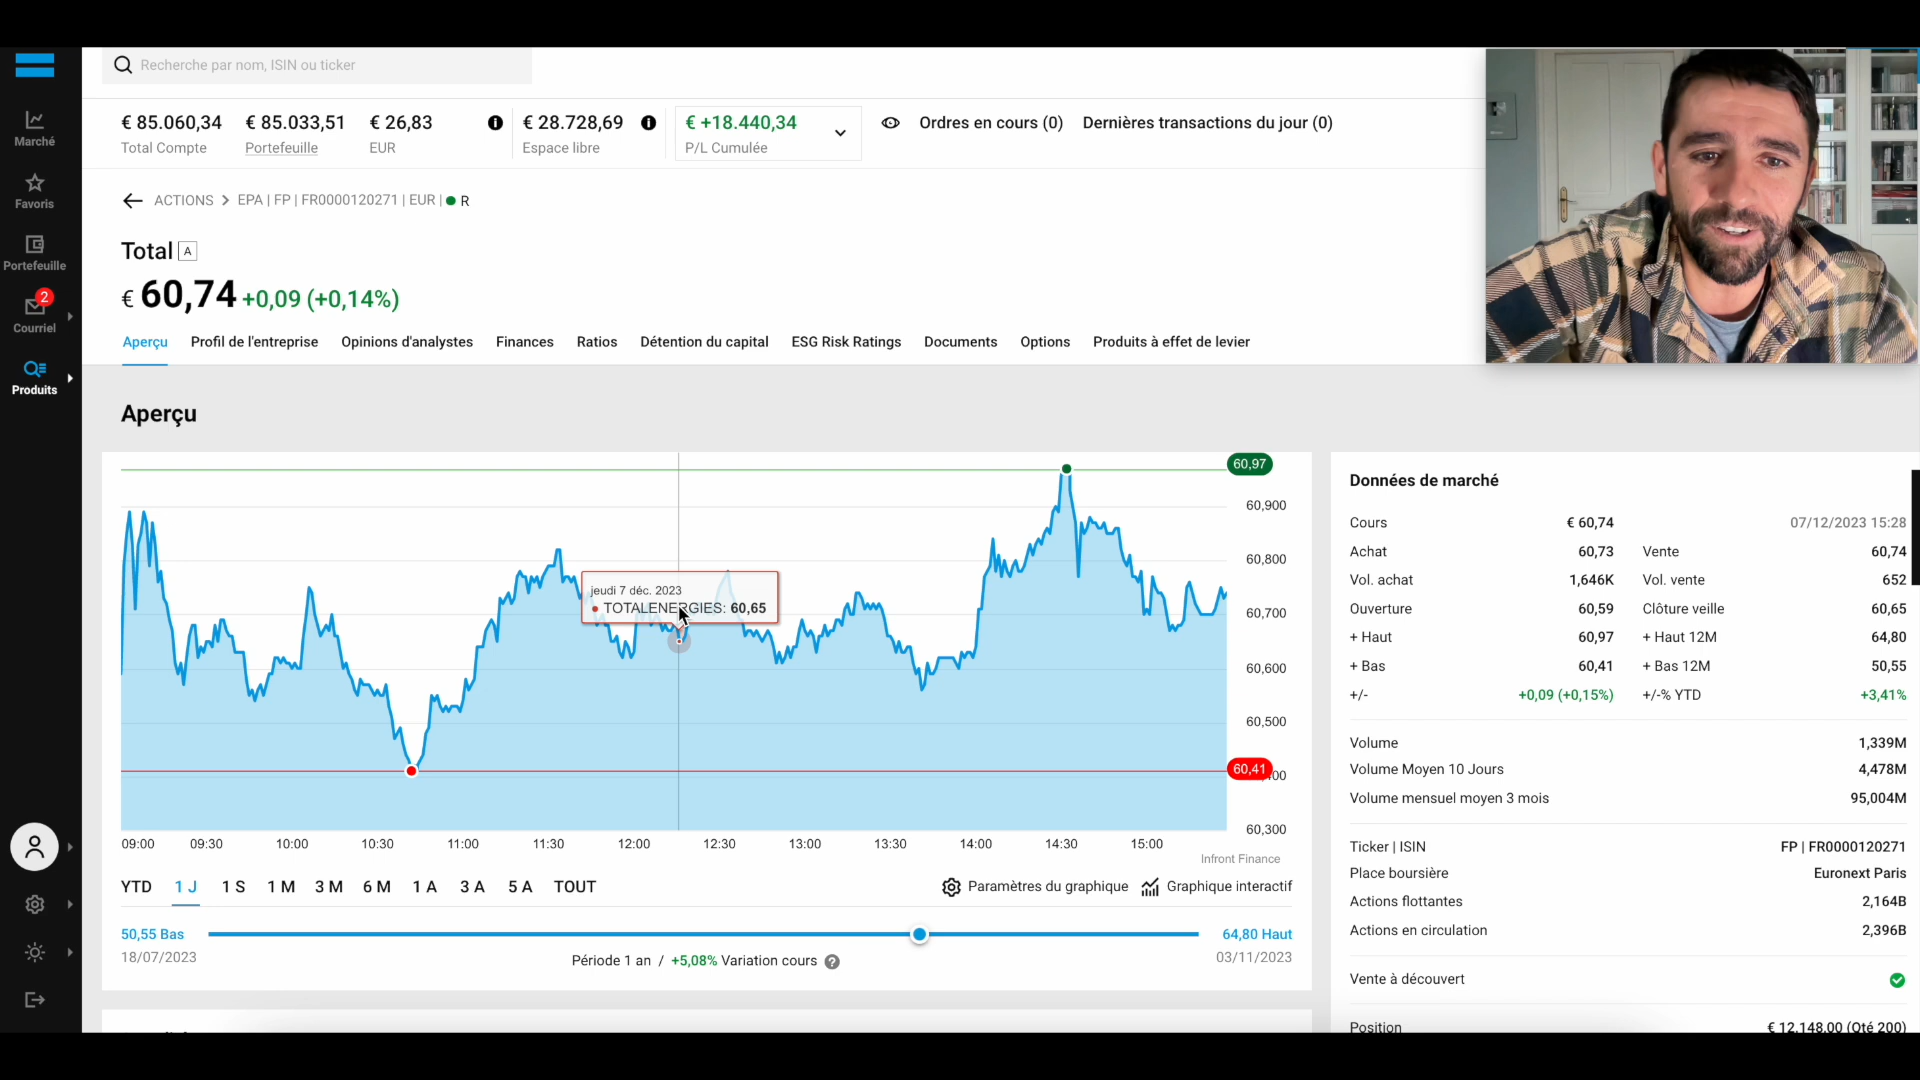 Recherche par nom, ISIN ou ticker
€ 85.060,34 € 85.033,51 € 26,83 € 28.728,69 € +18.440,34 Ordres en cours (0) Dernières transactions du jour (0)
Total Compte Portefeuille EUR Espace libre P/L Cumulée
Marché
Favoris
Portefeuille
2
Courriel
Produits
ACTIONS > EPA | FP | FR0000120271 | EUR | R
Total A
€ 60,74 +0,09 (+0,14%)
Aperçu Profil de l'entreprise Opinions d'analystes Finances Ratios Détention du capital ESG Risk Ratings Documents Options Produits à effet de levier
Aperçu
60,97
60,900
60,800
60,700
60,600
60,500
60,41
60,300
jeudi 7 déc. 2023
TOTALENERGIES: 60,65
09:00 09:30 10:00 10:30 11:00 11:30 12:00 12:30 13:00 13:30 14:00 14:30 15:00
Infront Finance
YTD 1 J 1 S 1 M 3 M 6 M 1 A 3 A 5 A TOUT Paramètres du graphique Graphique interactif
50,55 Bas 64,80 Haut
18/07/2023 Période 1 an / +5,08% Variation cours ? 03/11/2023
Données de marché
Cours € 60,74 07/12/2023 15:28
Achat 60,73 Vente 60,74
Vol. achat 1,646K Vol. vente 652
Ouverture 60,59 Clôture veille 60,65
+ Haut 60,97 + Haut 12M 64,80
+ Bas 60,41 + Bas 12M 50,55
+/- +0,09 (+0,15%) +/-% YTD +3,41%
Volume 1,339M
Volume Moyen 10 Jours 4,478M
Volume mensuel moyen 3 mois 95,004M
Ticker | ISIN FP | FR0000120271
Place boursière Euronext Paris
Actions flottantes 2,164B
Actions en circulation 2,396B
Vente à découvert
Position € 12.148,00 (Qté 200)